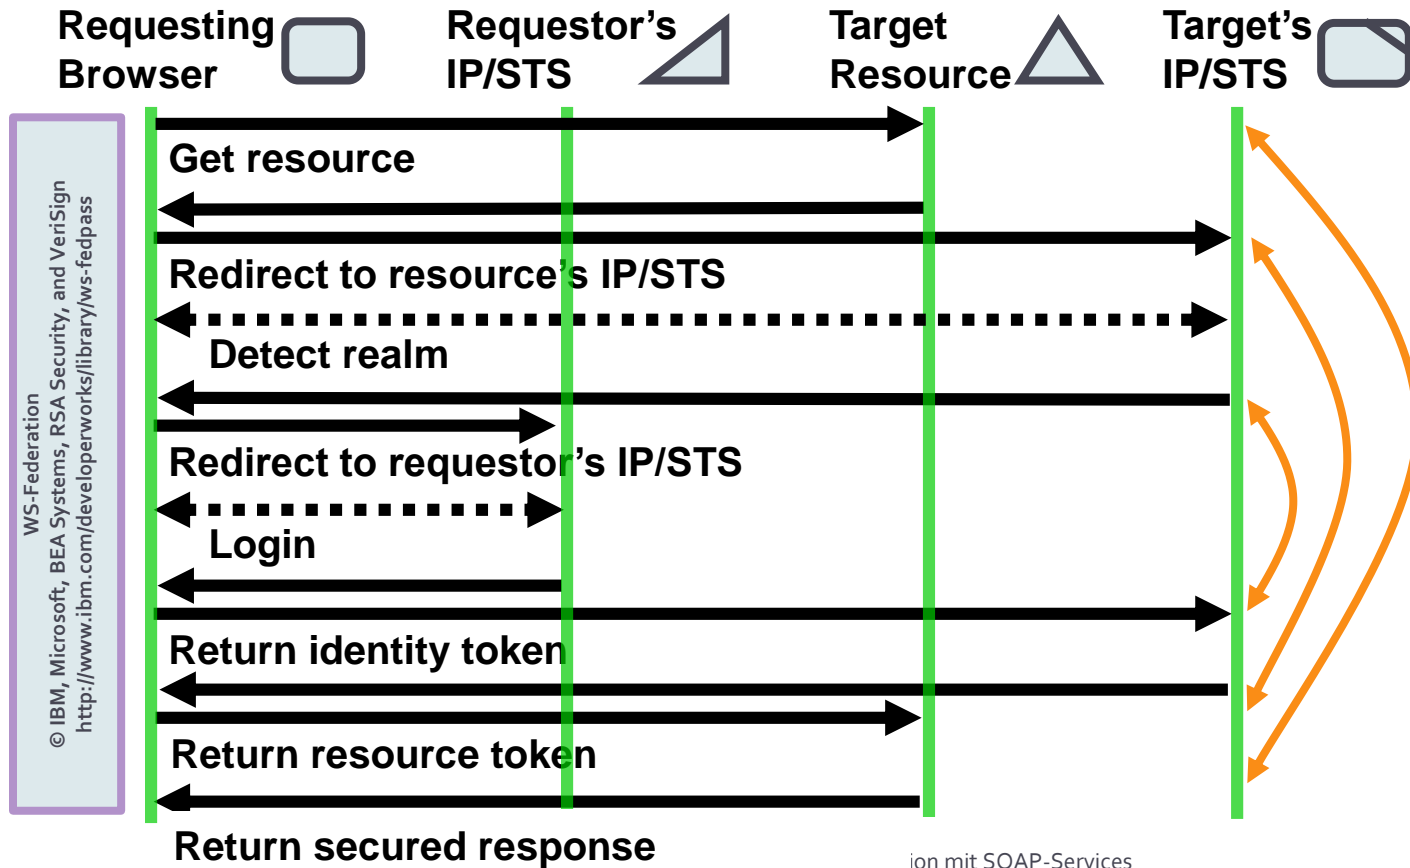 Requesting
Browser
Requestor's
IP/STS
Target
Resource
Target's
IP/STS
WS-Federation
© IBM, Microsoft, BEA Systems, RSA Security, and VeriSign
http://www.ibm.com/developerworks/library/ws-fedpass
Get resource
Redirect to resource's IP/STS
Detect realm
Redirect to requestor's IP/STS
Login
Return identity token
Return resource token
Return secured response
ion mit SOAP-Services